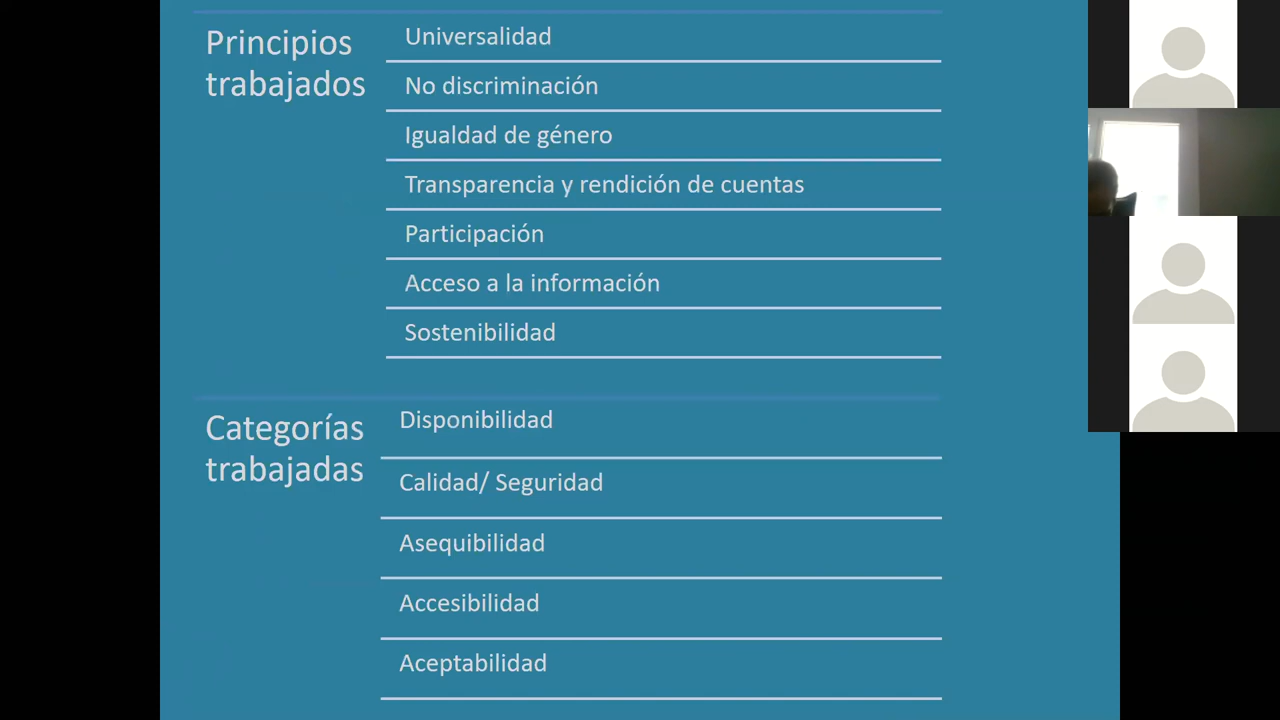 Principios
trabajados
Universalidad
No discriminación
Igualdad de género
Transparencia y rendición de cuentas
Participación
Acceso a la información
Sostenibilidad
Categorías
trabajadas
Disponibilidad
Calidad/ Seguridad
Asequibilidad
Accesibilidad
Aceptabilidad